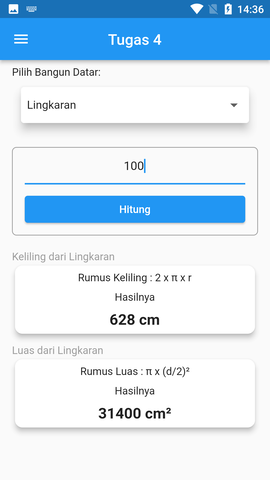 14:36
Tugas 4
Pilih Bangun Datar:
Lingkaran
100
Hitung
Keliling dari Lingkaran
Rumus Keliling : 2 x π x r
Hasilnya
628 cm
Luas dari Lingkaran
Rumus Luas : π x (d/2)²
Hasilnya
31400 cm²